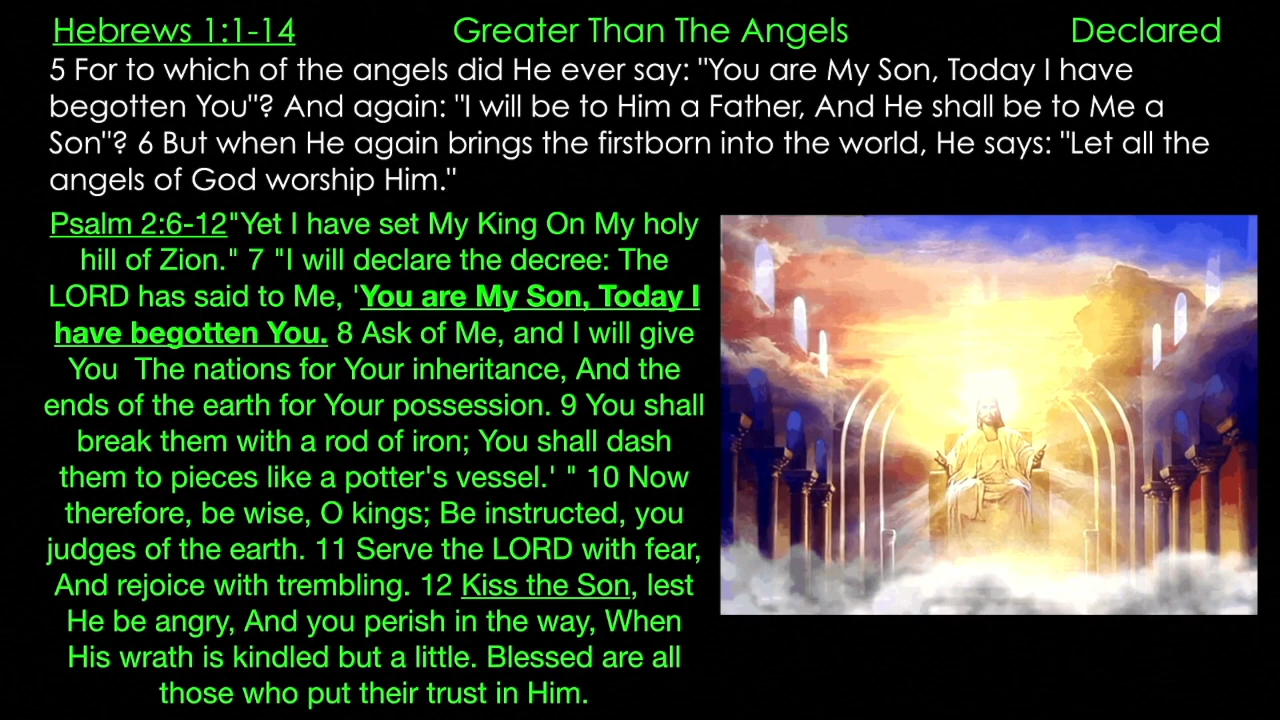 Hebrews 1:1-14 Greater Than The Angels Declared
5 For to which of the angels did He ever say: "You are My Son, Today I have
begotten You"? And again: "I will be to Him a Father, And He shall be to Me a
Son"? 6 But when He again brings the firstborn into the world, He says: "Let all the
angels of God worship Him."
Psalm 2:6-12"Yet I have set My King On My holy
hill of Zion." 7 "I will declare the decree: The
LORD has said to Me, 'You are My Son, Today I
have begotten You. 8 Ask of Me, and I will give
You  The nations for Your inheritance, And the
ends of the earth for Your possession. 9 You shall
break them with a rod of iron; You shall dash
them to pieces like a potter's vessel.' " 10 Now
therefore, be wise, O kings; Be instructed, you
judges of the earth. 11 Serve the LORD with fear,
And rejoice with trembling. 12 Kiss the Son, lest
He be angry, And you perish in the way, When
His wrath is kindled but a little. Blessed are all
those who put their trust in Him.